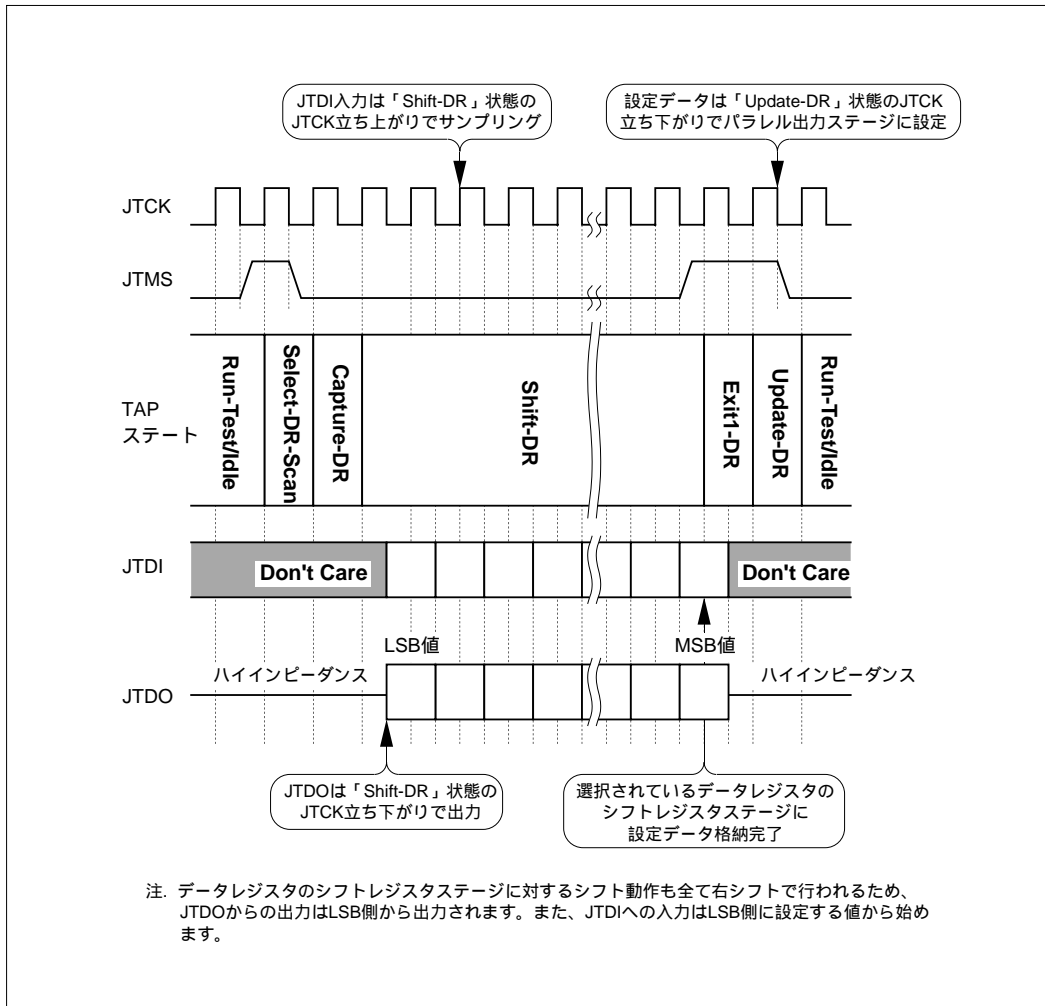 JTDI入力は「Shift-DR」状態の
JTCK立ち上がりでサンプリング
設定データは「Update-DR」状態のJTCK
立ち下がりでパラレル出力ステージに設定
JTCK
JTMS
TAP
ステート
Run-Test/Idle
Select-DR-Scan
Capture-DR
Shift-DR
Exit1-DR
Update-DR
Run-Test/Idle
JTDI
Don't Care
Don't Care
LSB値
MSB値
JTDO
ハイインピーダンス
ハイインピーダンス
JTDOは「Shift-DR」状態の
JTCK立ち下がりで出力
選択されているデータレジスタの
シフトレジスタステージに
設定データ格納完了
注. データレジスタのシフトレジスタステージに対するシフト動作も全て右シフトで行われるため、
JTDOからの出力はLSB側から出力されます。また、JTDIへの入力はLSB側に設定する値から始め
ます。